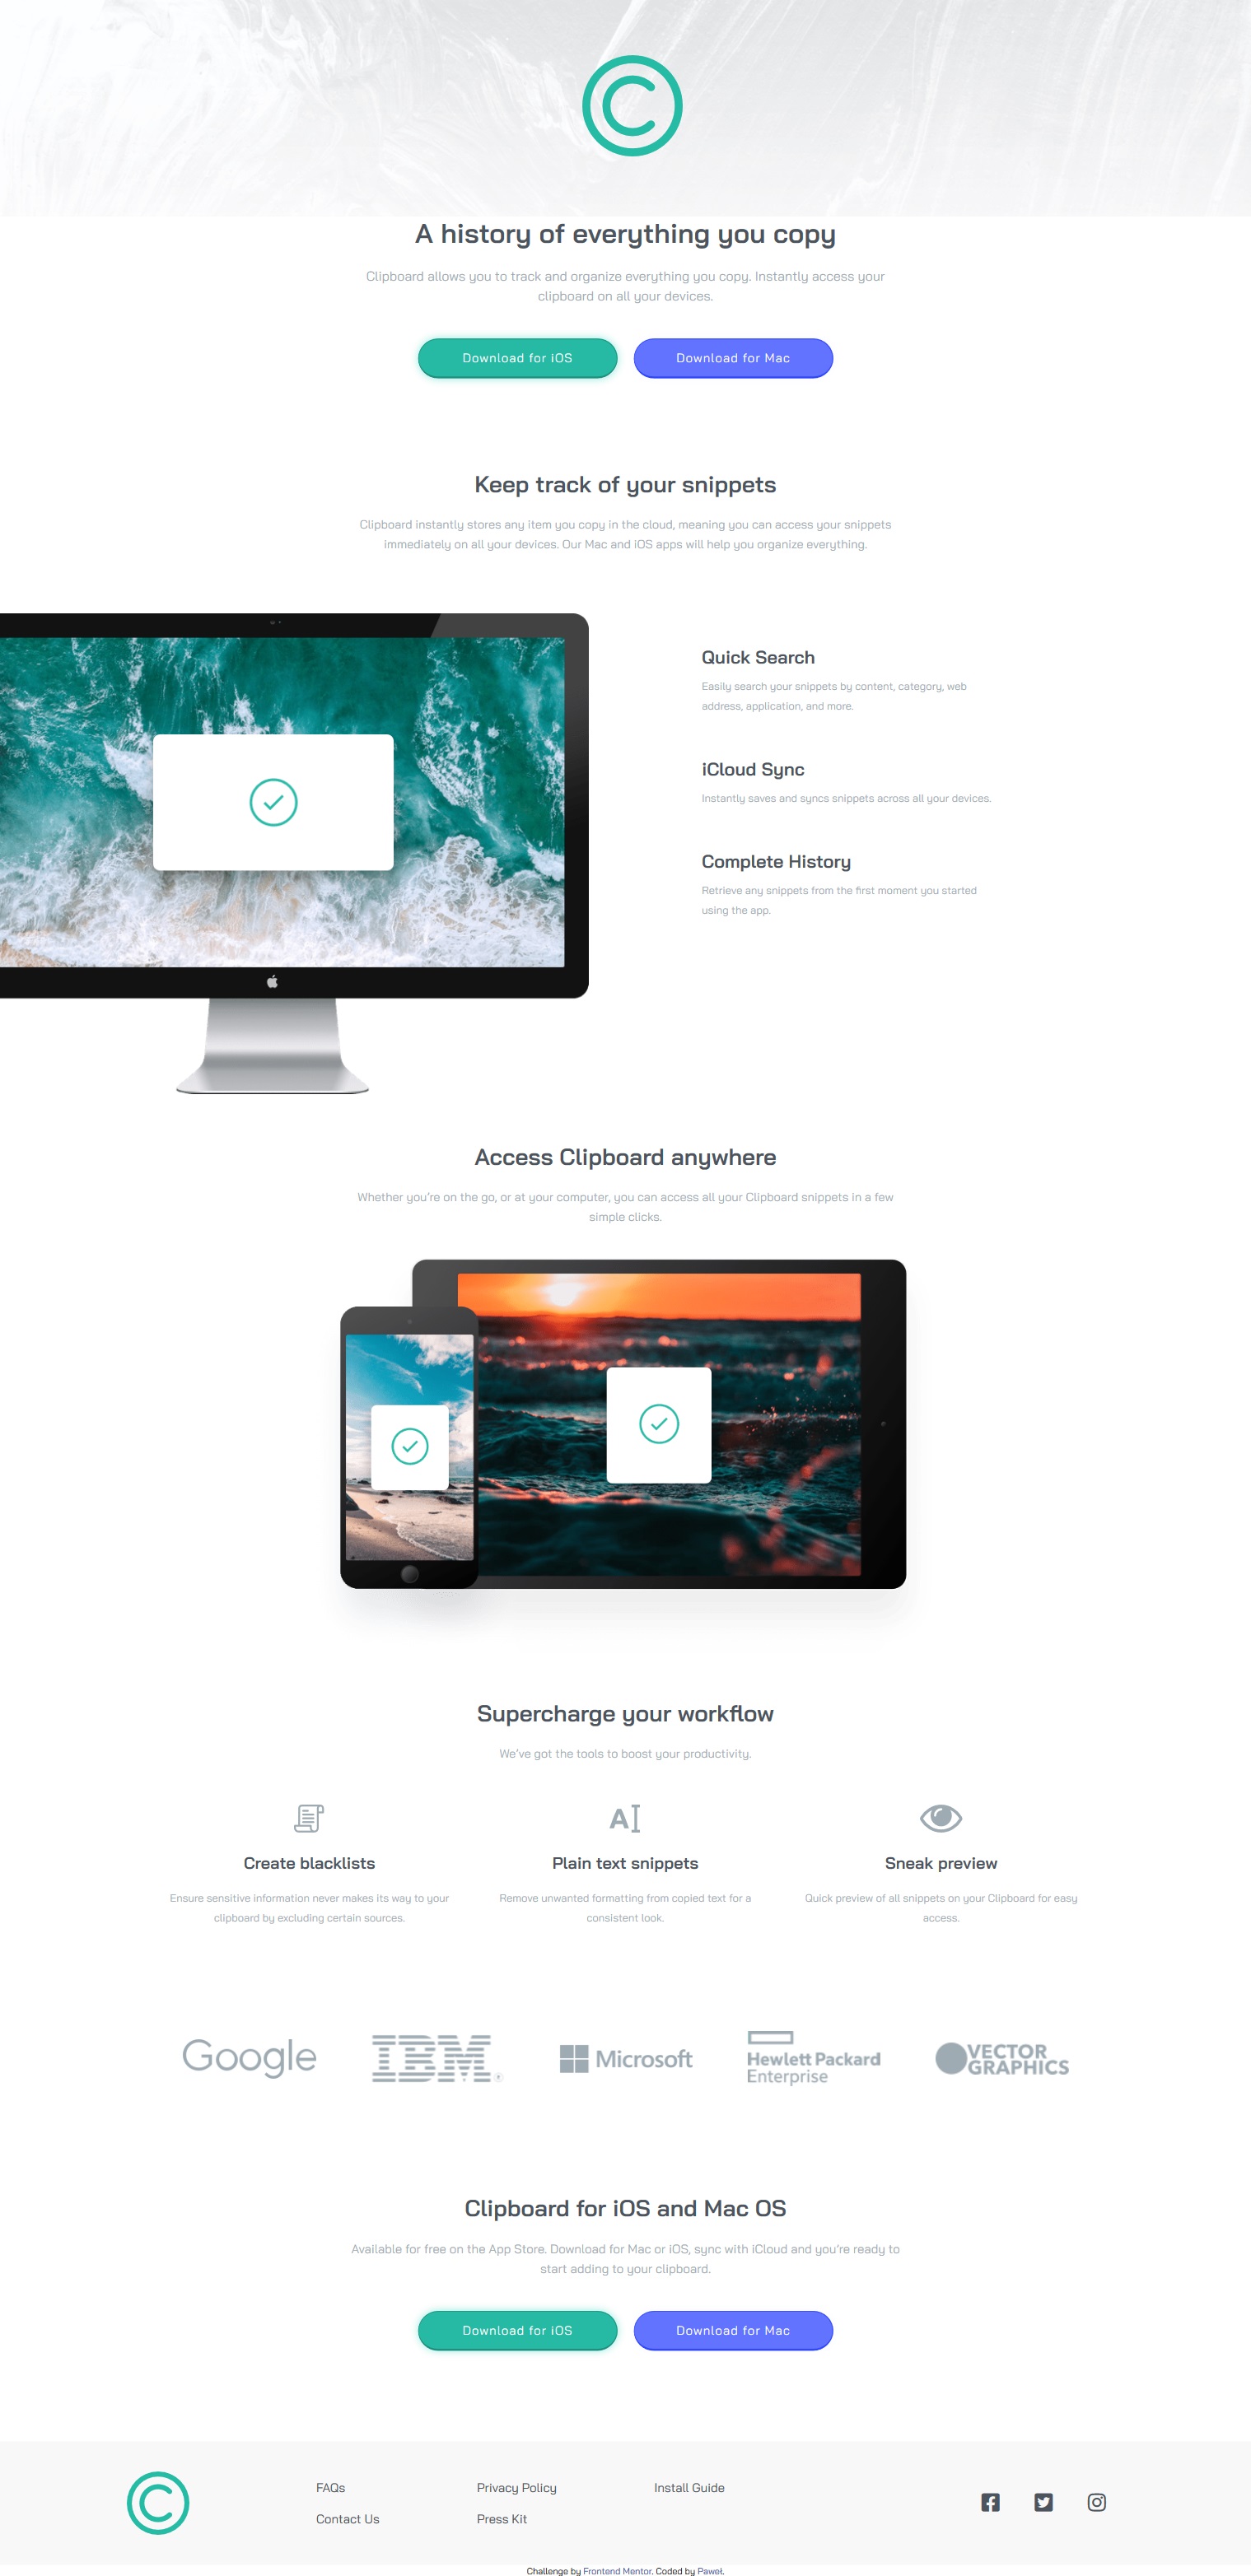 A history of everything you copy
Clipboard allows you to track and organize everything you copy. Instantly access your
clipboard on all your devices.
Download for iOS
Download for Mac
Keep track of your snippets
Clipboard instantly stores any item you copy in the cloud, meaning you can access your snippets
immediately on all your devices. Our Mac and iOS apps will help you organize everything.
Quick Search
Easily search your snippets by content, category, web
address, application, and more.
iCloud Sync
Instantly saves and syncs snippets across all your devices.
Complete History
Retrieve any snippets from the first moment you started
using the app.
Access Clipboard anywhere
Whether you're on the go, or at your computer, you can access all your Clipboard snippets in a few
simple clicks.
Supercharge your workflow
We've got the tools to boost your productivity.
Create blacklists
Ensure sensitive information never makes its way to your
clipboard by excluding certain sources.
Plain text snippets
Remove unwanted formatting from copied text for a
consistent look.
Sneak preview
Quick preview of all snippets on your Clipboard for easy
access.
Google
IBM
Microsoft
Hewlett Packard
Enterprise
VECTOR
GRAPHICS
Clipboard for iOS and Mac OS
Available for free on the App Store. Download for Mac or iOS, sync with iCloud and you're ready to
start adding to your clipboard.
Download for iOS
Download for Mac
FAQs
Contact Us
Privacy Policy
Press Kit
Install Guide
Challenge by Frontend Mentor. Coded by Paweł.